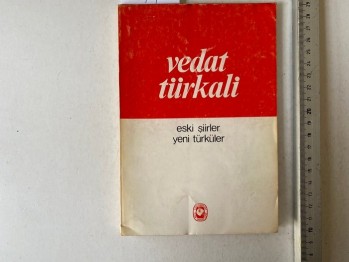 vedat
türkali
eski şiirler
yeni türküler